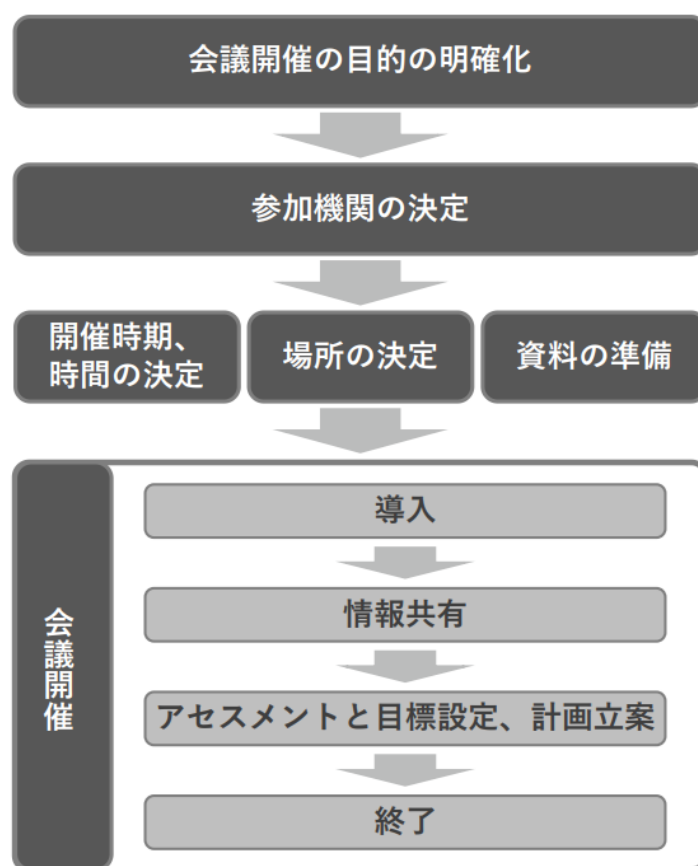 会議開催の目的の明確化
参加機関の決定
開催時期、
時間の決定
場所の決定
資料の準備
会議開催
導入
情報共有
アセスメントと目標設定、計画立案
終了